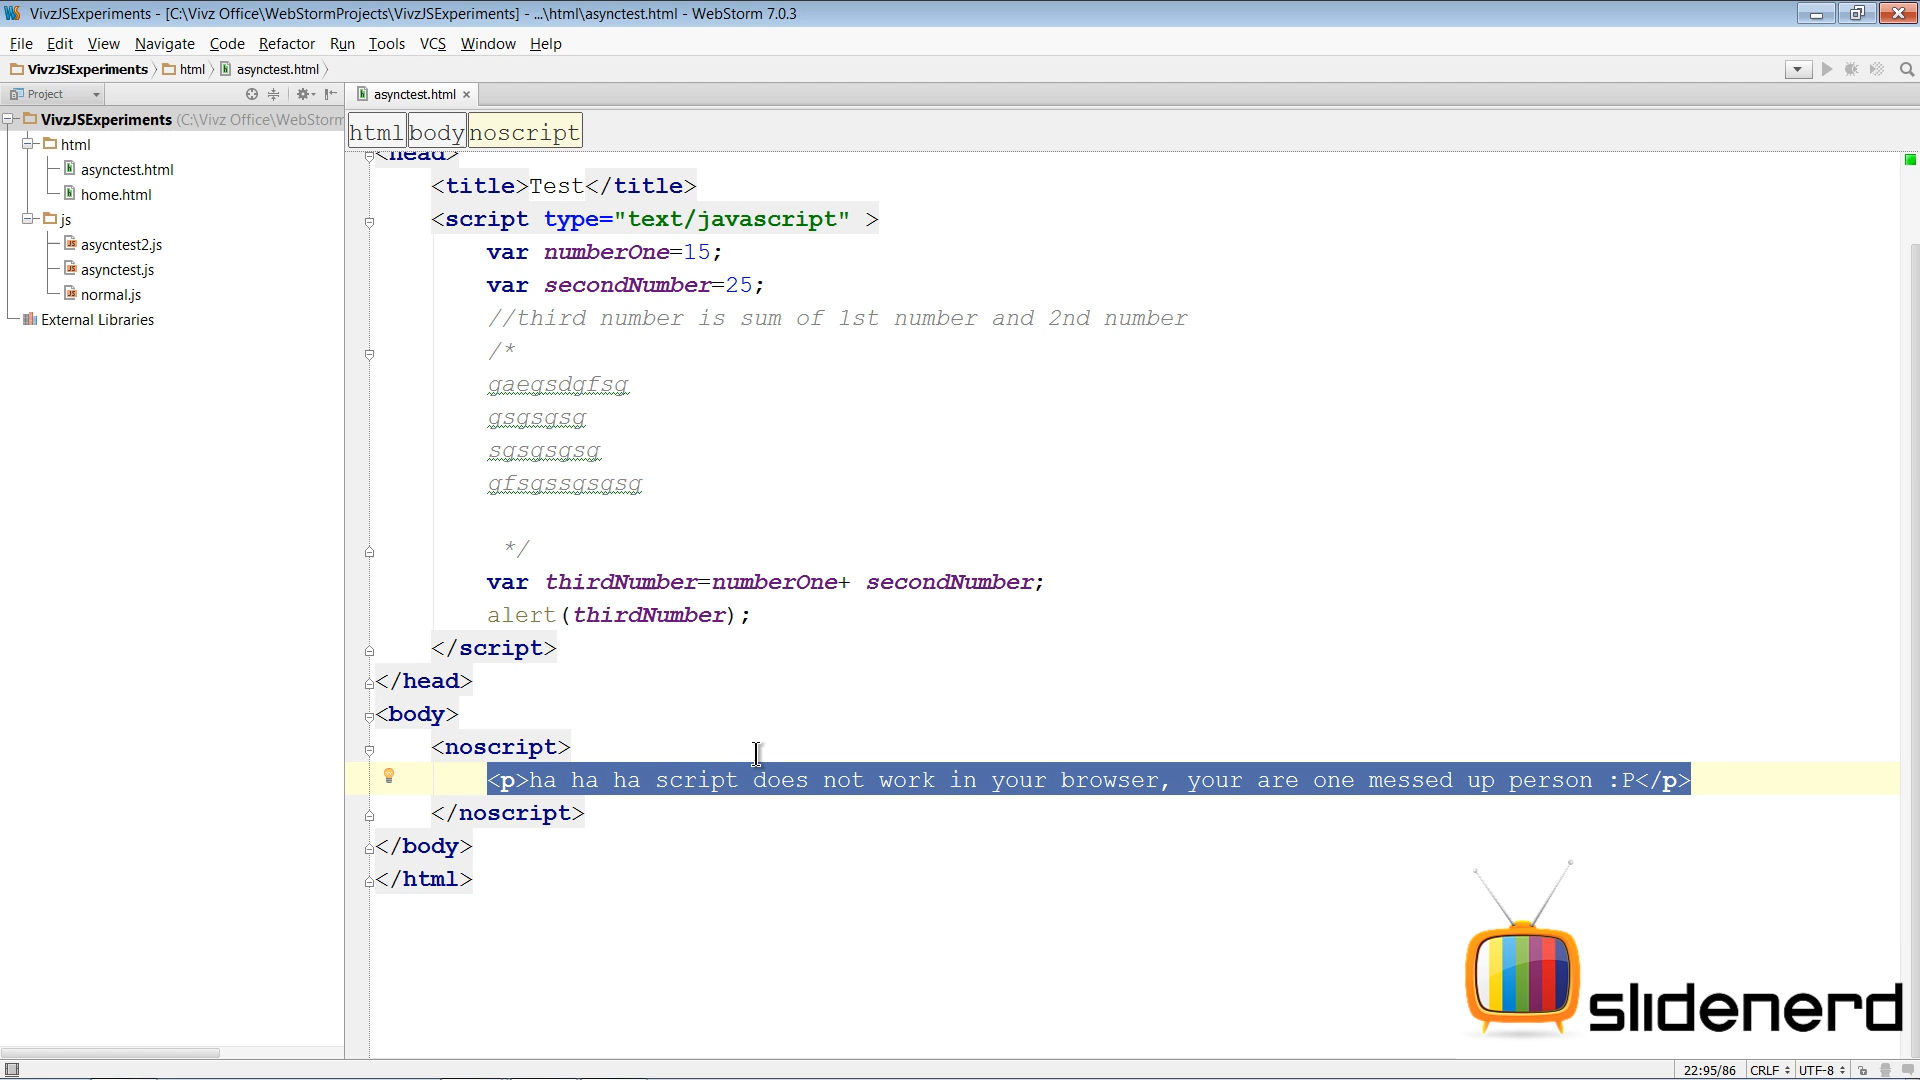 VivzJSExperiments - [C:\Vivz Office\WebStormProjects\VivzJSExperiments] - ...\html\asynctest.html - WebStorm 7.0.3
File Edit View Navigate Code Refactor Run Tools VCS Window Help
VivzJSExperiments html asynctest.html
Project
asynctest.html
VivzJSExperiments (C:\Vivz Office\WebStorm
html
asynctest.html
home.html
js
asycntest2.js
asynctest.js
normal.js
External Libraries
html body noscript
<head>
<title>Test</title>
<script type="text/javascript" >
var numberOne=15;
var secondNumber=25;
//third number is sum of 1st number and 2nd number
/*
gaegsdgfsg
gsgsgsg
sgsgsgsg
gfsgssgsgsg
*/
var thirdNumber=numberOne+ secondNumber;
alert(thirdNumber);
</script>
</head>
<body>
<noscript>
<p>ha ha ha script does not work in your browser, your are one messed up person :P</p>
</noscript>
</body>
</html>
slidenerd
22:95/86 CRLF UTF-8